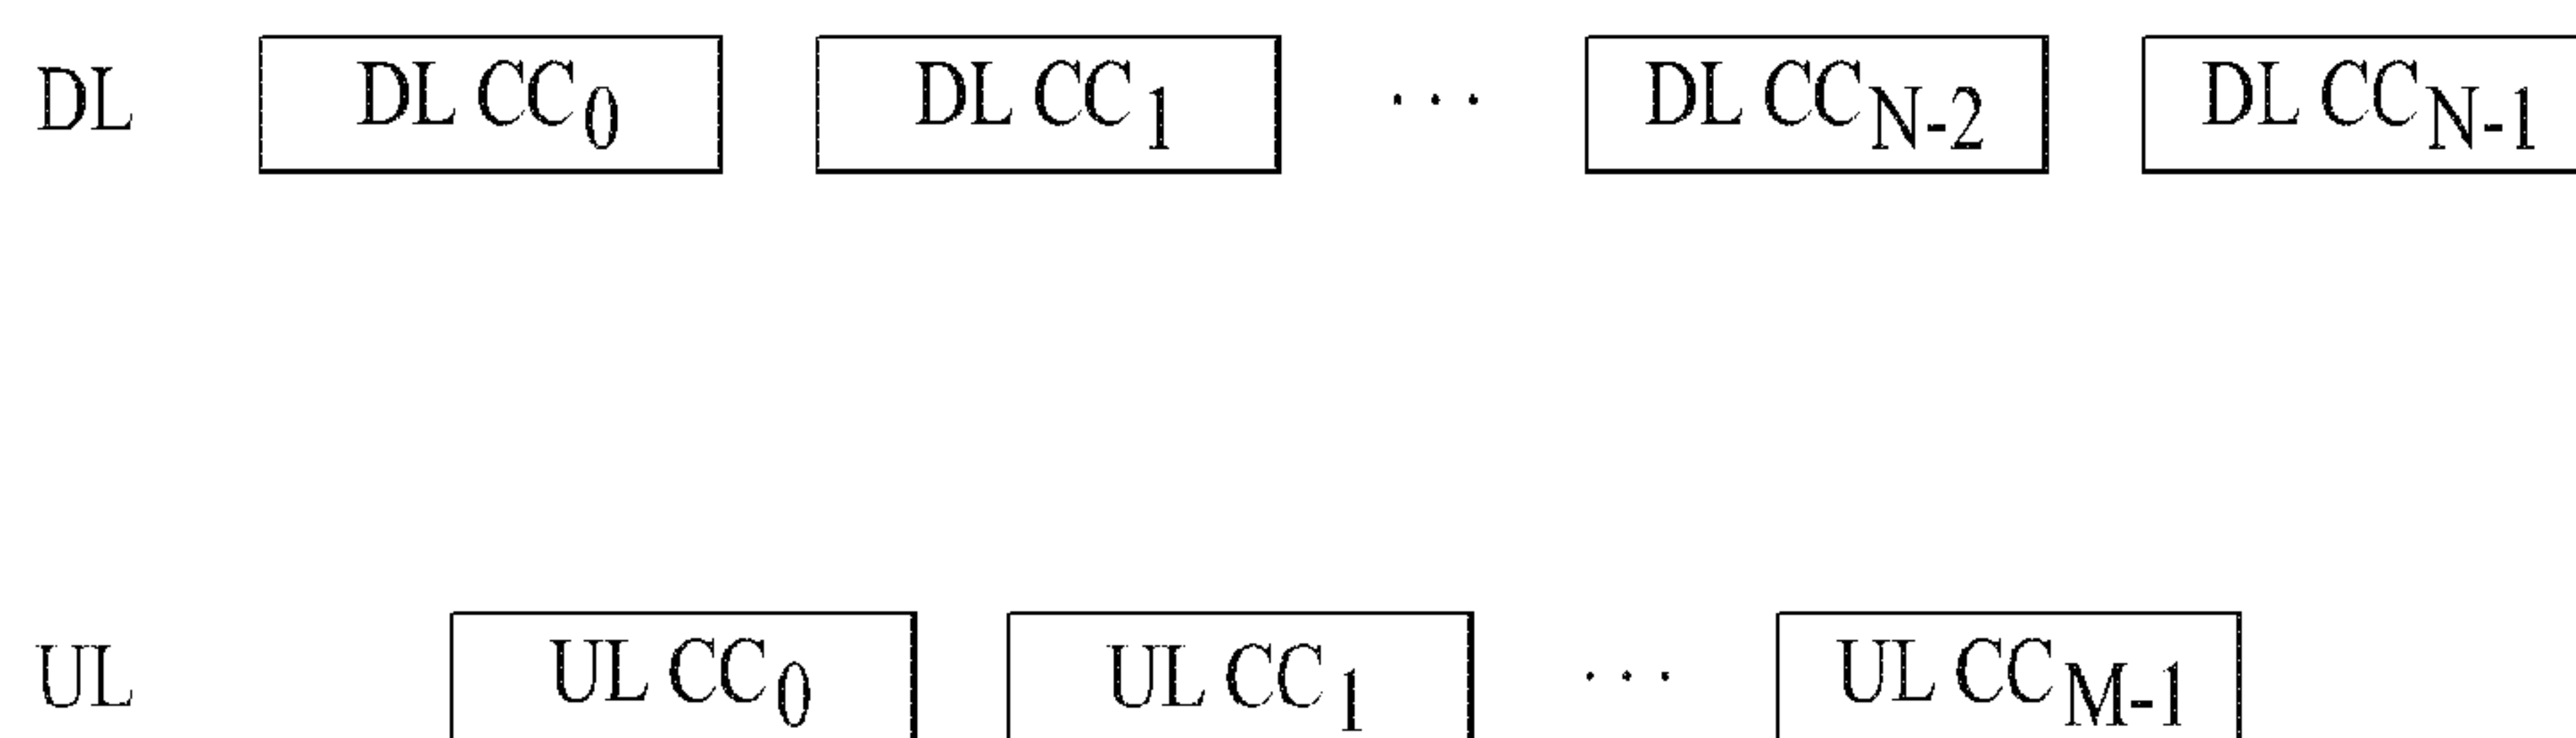 DL DL CC0 DL CC1 ... DL CCN-2 DL CCN-1
UL UL CC0 UL CC1 ... UL CCM-1